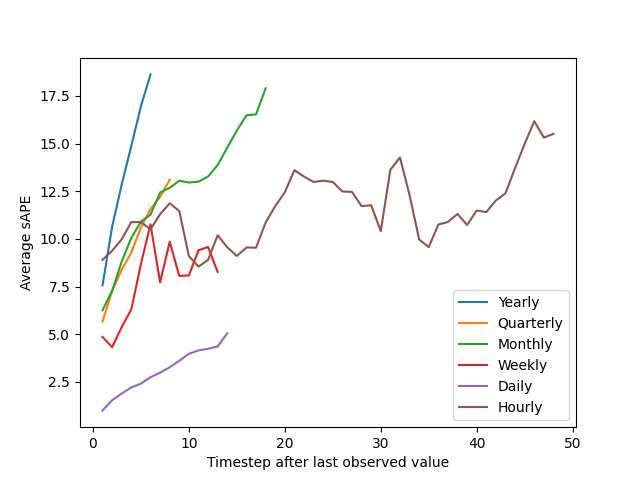 17.5
15.0
12.5
10.0
7.5
5.0
2.5
Average sAPE
0 10 20 30 40 50
Timestep after last observed value
Yearly
Quarterly
Monthly
Weekly
Daily
Hourly